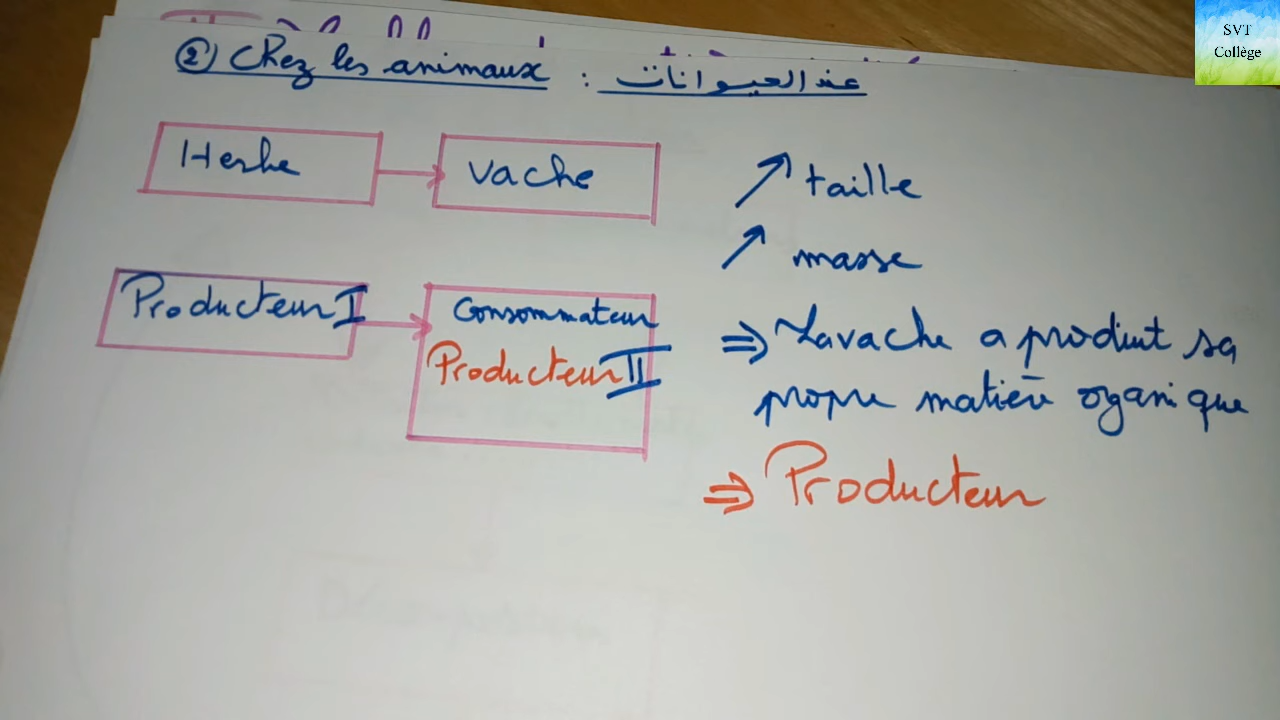 ② Chez les animaux : عند الحيوانات
Herbe → Vache
↗ taille
↗ masse
Producteur I → Consommateur
Producteur II
⇒ La vache a produit sa
propre matière organique
⇒ Producteur
SVT
Collège